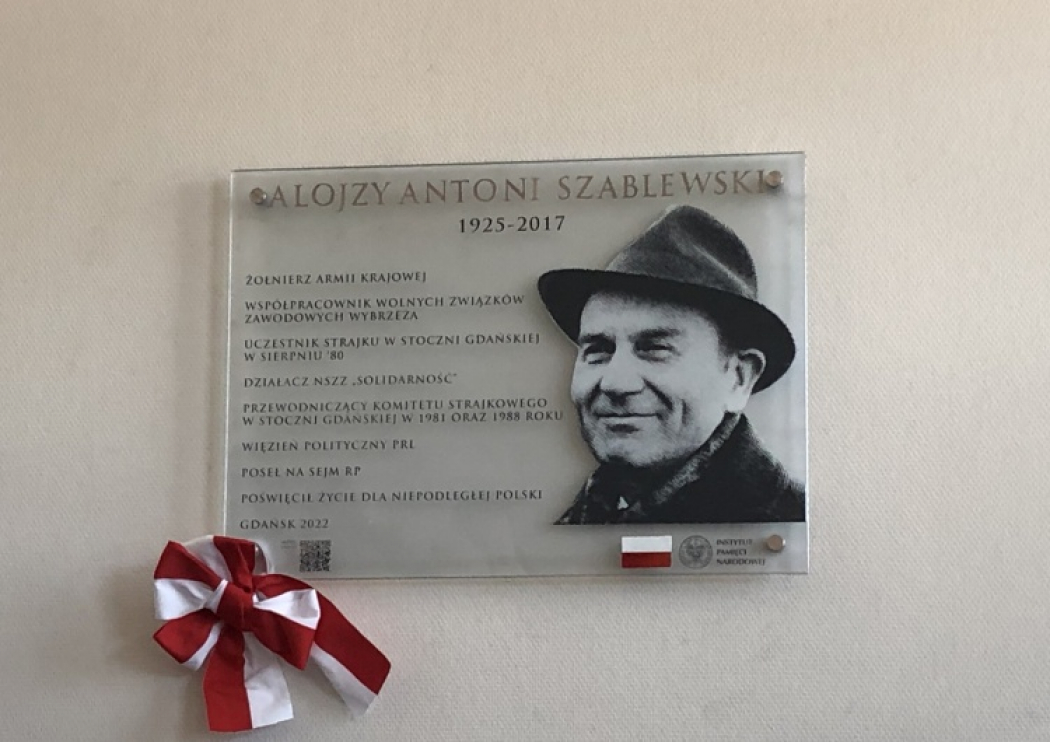 ALOJZY ANTONI SZABLEWSKI
1925-2017
ŻOŁNIERZ ARMII KRAJOWEJ
WSPÓŁPRACOWNIK WOLNYCH ZWIĄZKÓW
ZAWODOWYCH WYBRZEŻA
UCZESTNIK STRAJKU W STOCZNI GDAŃSKIEJ
W SIERPNIU '80
DZIAŁACZ NSZZ „SOLIDARNOŚĆ"
PRZEWODNICZĄCY KOMITETU STRAJKOWEGO
W STOCZNI GDAŃSKIEJ W 1981 ORAZ 1988 ROKU
WIĘZIEŃ POLITYCZNY PRL
POSEŁ NA SEJM RP
POŚWIĘCIŁ ŻYCIE DLA NIEPODLEGŁEJ POLSKI
GDAŃSK 2022
INSTYTUT
PAMIĘCI
NARODOWEJ